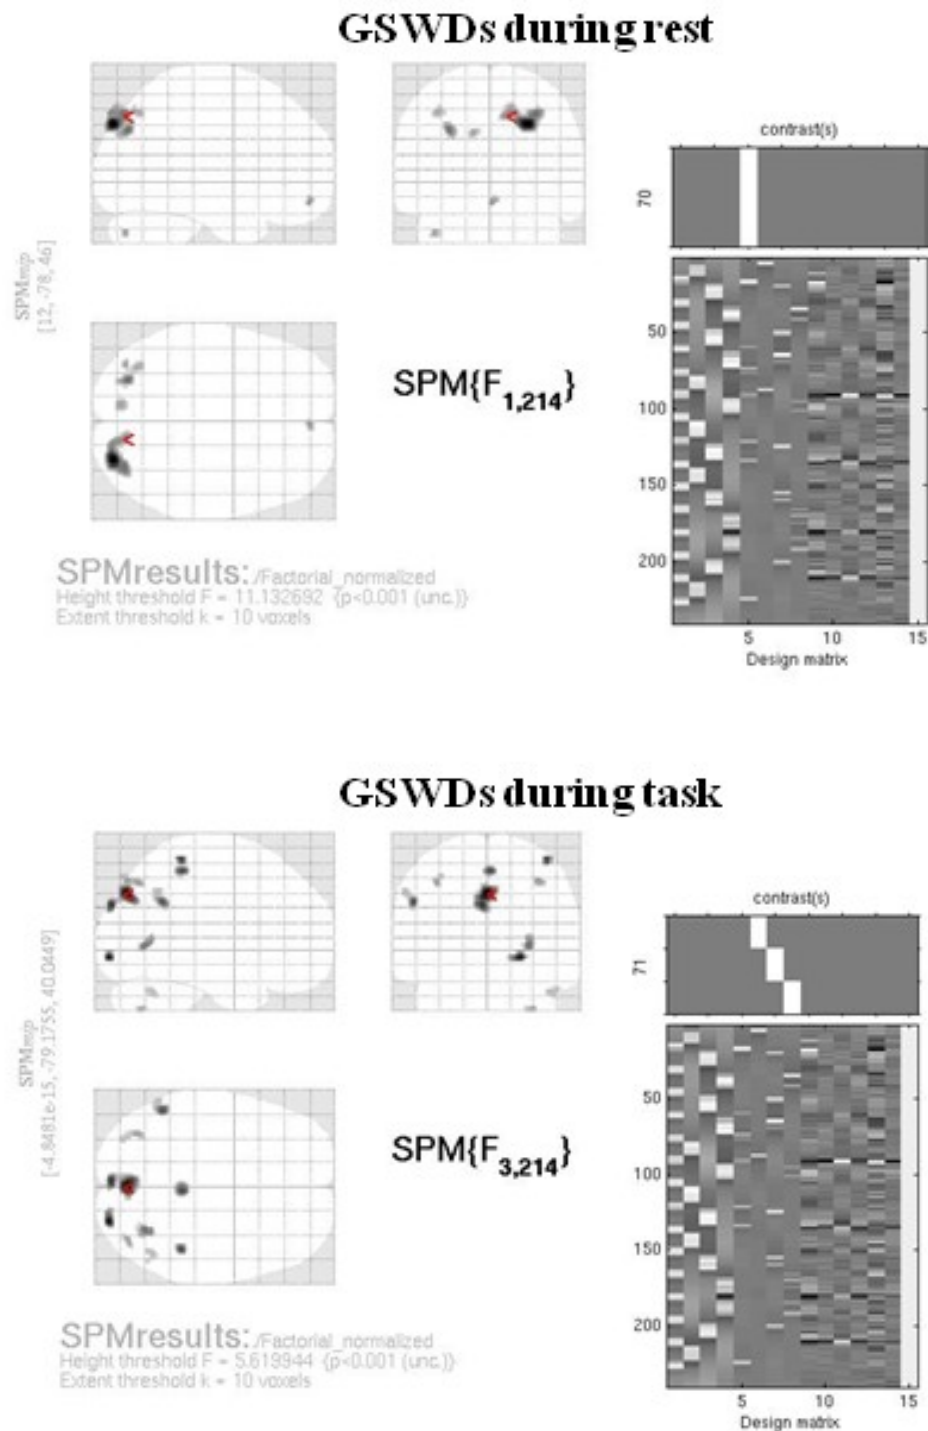 GSWDs during rest
SPMmip
[12, -78, 46]
<
<
<
SPM{F1,214}
contrast(s)
70
50
100
150
200
5 10 15
Design matrix
SPMresults: ./Factorial_normalized
Height threshold F = 11.132692 {p<0.001 (unc.)}
Extent threshold k = 10 voxels
GSWDs during task
SPMmip
[-4.8481e-15, -79.1755, 40.0449]
<
<
<
SPM{F3,214}
contrast(s)
71
50
100
150
200
5 10 15
Design matrix
SPMresults: ./Factorial_normalized
Height threshold F = 5.619944 {p<0.001 (unc.)}
Extent threshold k = 10 voxels